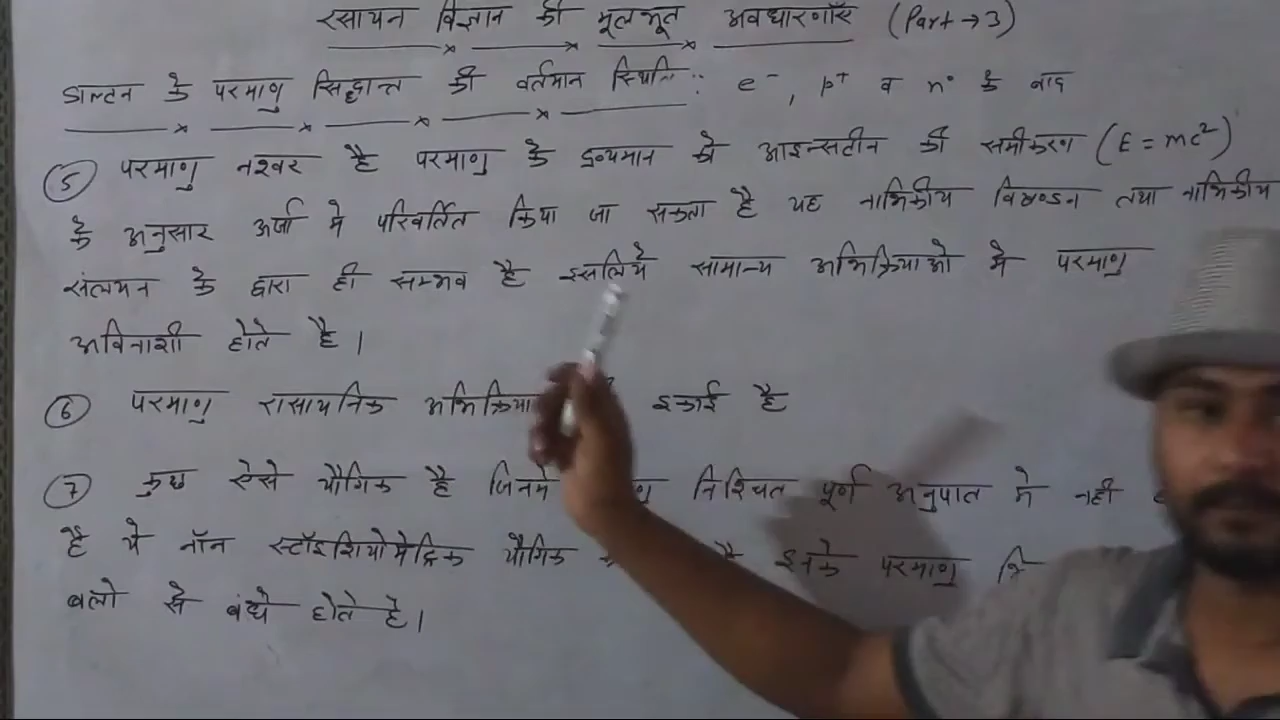 रसायन विज्ञान की मूलभूत अवधारणाँए (Part → 3)
डाल्टन के परमाणु सिद्धान्त की वर्तमान स्थिति :: e⁻, p⁺ व n⁰ के बाद
⑤ परमाणु नश्वर है परमाणु के द्रव्यमान को आइन्सटीन की समीकरण (E = mc²)
के अनुसार ऊर्जा मे परिवर्तित किया जा सकता है यह नाभिकीय विखण्डन तथा नाभिकीय
संलयन के द्वारा ही सम्भव है इसलिये सामान्य अभिक्रियाओ मे परमाणु
अविनाशी होते है।
⑥ परमाणु रासायनिक अभिक्रिया इकाई है
⑦ कुछ ऐसे यौगिक है जिनमे निश्चित पूर्ण अनुपात मे नही
है ये नॉन स्टॉइशियोमेट्रिक यौगिक है इनके परमाणु
बलो से बंधे होते है।